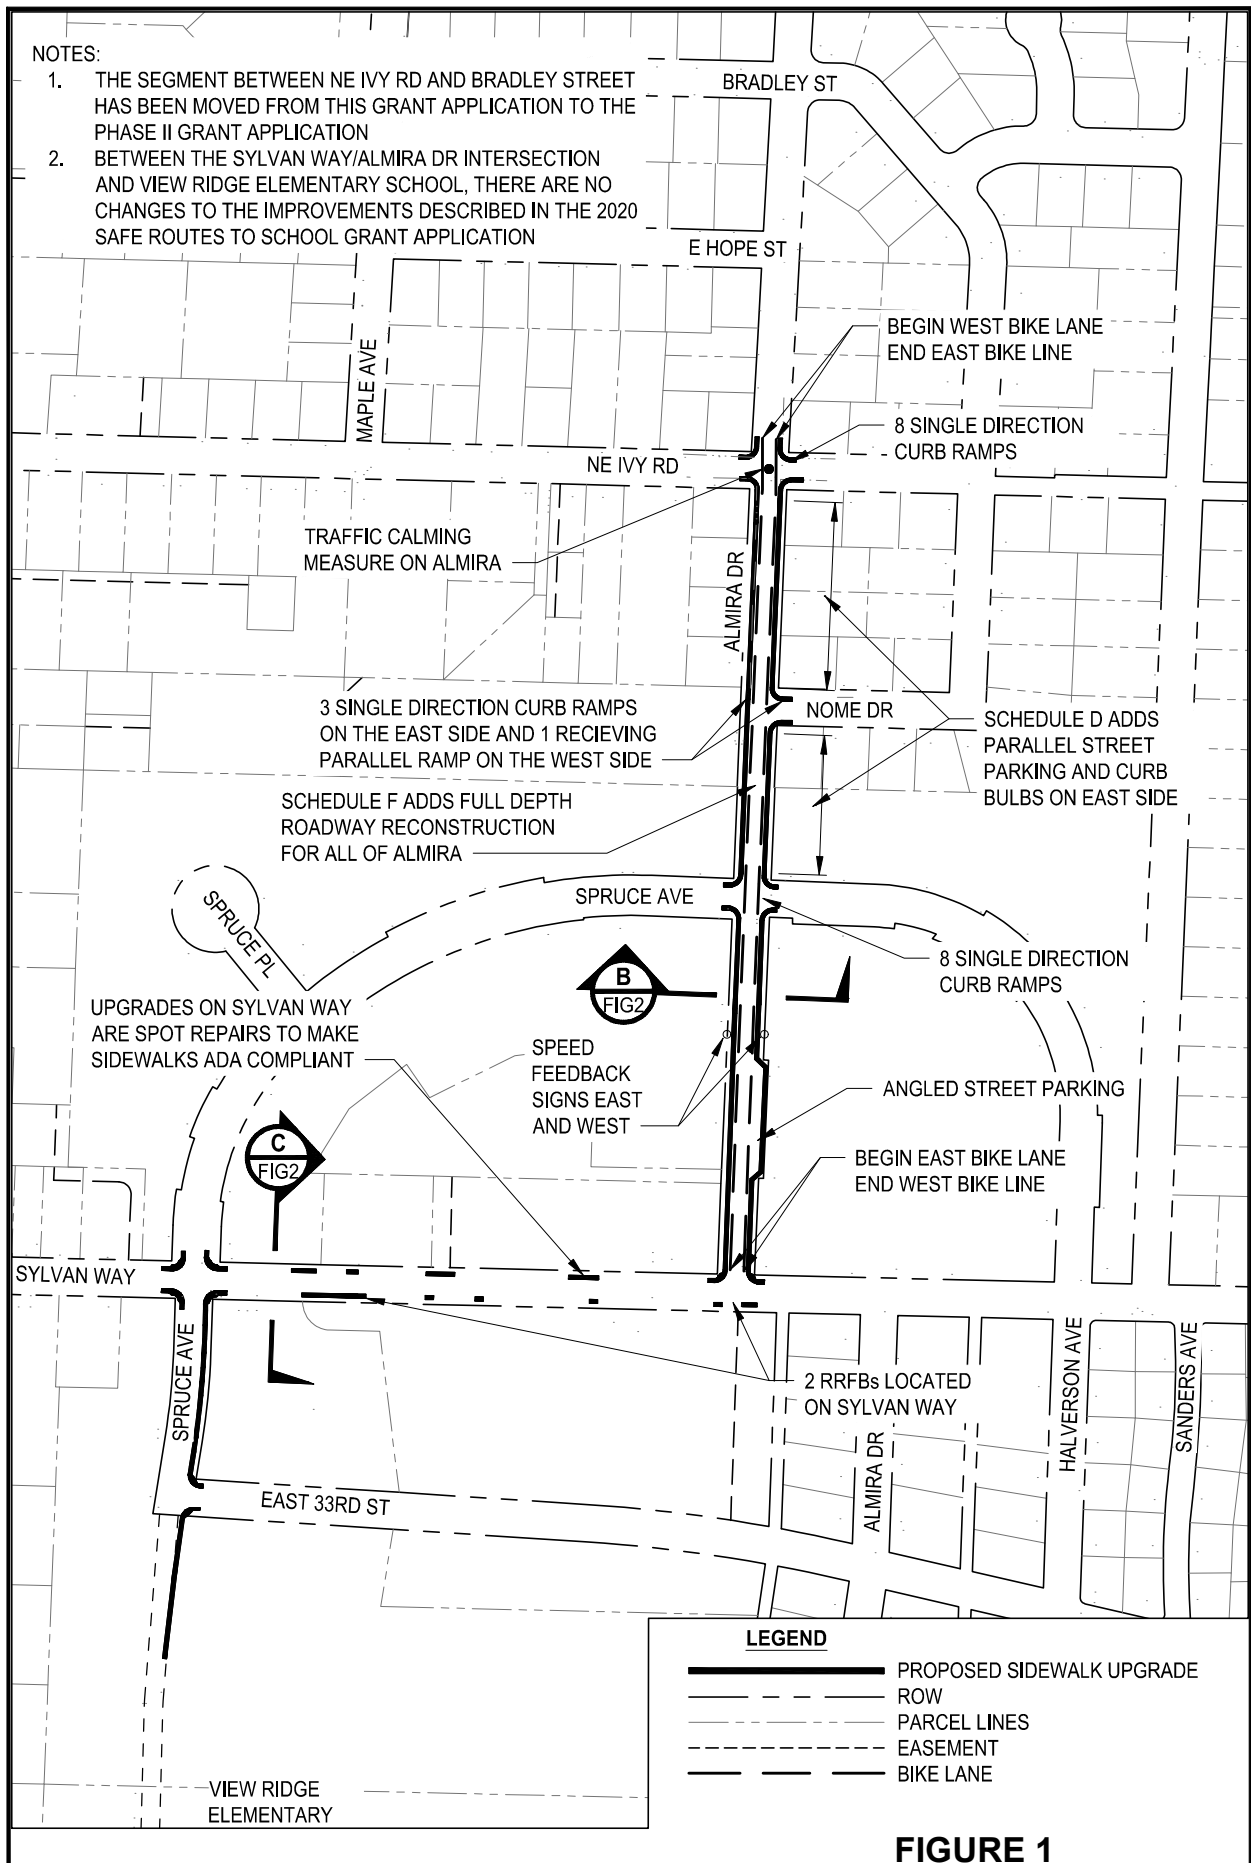 NOTES:
1. THE SEGMENT BETWEEN NE IVY RD AND BRADLEY STREET
HAS BEEN MOVED FROM THIS GRANT APPLICATION TO THE
PHASE II GRANT APPLICATION
2. BETWEEN THE SYLVAN WAY/ALMIRA DR INTERSECTION
AND VIEW RIDGE ELEMENTARY SCHOOL, THERE ARE NO
CHANGES TO THE IMPROVEMENTS DESCRIBED IN THE 2020
SAFE ROUTES TO SCHOOL GRANT APPLICATION
BRADLEY ST
E HOPE ST
MAPLE AVE
BEGIN WEST BIKE LANE
END EAST BIKE LINE
8 SINGLE DIRECTION
CURB RAMPS
NE IVY RD
TRAFFIC CALMING
MEASURE ON ALMIRA
ALMIRA DR
3 SINGLE DIRECTION CURB RAMPS
ON THE EAST SIDE AND 1 RECIEVING
PARALLEL RAMP ON THE WEST SIDE
NOME DR
SCHEDULE D ADDS
PARALLEL STREET
PARKING AND CURB
BULBS ON EAST SIDE
SCHEDULE F ADDS FULL DEPTH
ROADWAY RECONSTRUCTION
FOR ALL OF ALMIRA
SPRUCE AVE
SPRUCE PL
8 SINGLE DIRECTION
CURB RAMPS
B
FIG2
UPGRADES ON SYLVAN WAY
ARE SPOT REPAIRS TO MAKE
SIDEWALKS ADA COMPLIANT
SPEED
FEEDBACK
SIGNS EAST
AND WEST
ANGLED STREET PARKING
C
FIG2
BEGIN EAST BIKE LANE
END WEST BIKE LINE
SYLVAN WAY
SPRUCE AVE
2 RRFBs LOCATED
ON SYLVAN WAY
HALVERSON AVE
SANDERS AVE
ALMIRA DR
EAST 33RD ST
LEGEND
PROPOSED SIDEWALK UPGRADE
ROW
PARCEL LINES
EASEMENT
BIKE LANE
VIEW RIDGE
ELEMENTARY
FIGURE 1